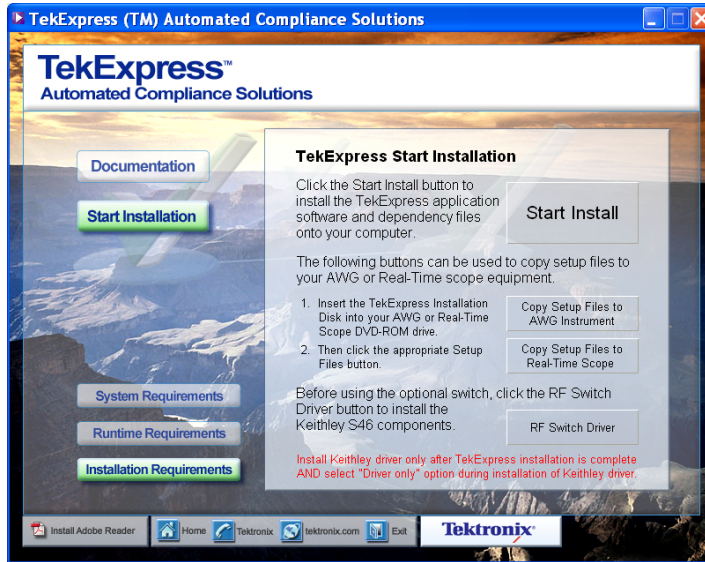 TekExpress (TM) Automated Compliance Solutions
TekExpress™
Automated Compliance Solutions
Documentation
Start Installation
System Requirements
Runtime Requirements
Installation Requirements
TekExpress Start Installation
Click the Start Install button to
install the TekExpress application
software and dependency files
onto your computer.
Start Install
The following buttons can be used to copy setup files to
your AWG or Real-Time scope equipment.
1. Insert the TekExpress Installation
Disk into your AWG or Real-Time
Scope DVD-ROM drive.
Copy Setup Files to
AWG Instrument
2. Then click the appropriate Setup
Files button.
Copy Setup Files to
Real-Time Scope
Before using the optional switch, click the RF Switch
Driver button to install the
Keithley S46 components.
RF Switch Driver
Install Keithley driver only after TekExpress installation is complete
AND select "Driver only" option during installation of Keithley driver.
Install Adobe Reader
Home
Tektronix
tektronix.com
Exit
Tektronix